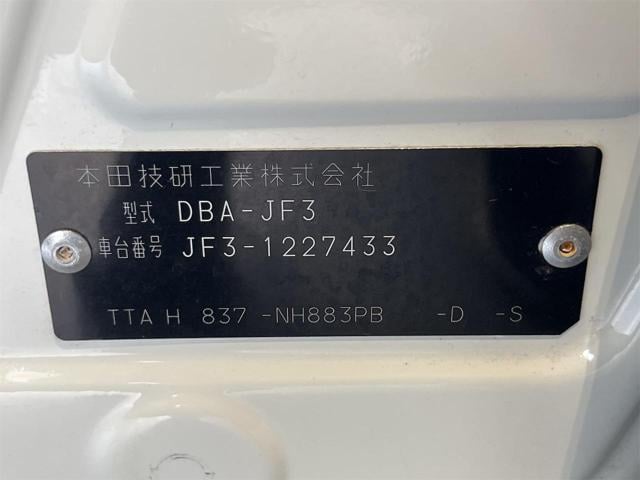 本田技研工業株式会社
型式 DBA-JF3
車台番号 JF3-1227433
TTA H 837 -NH883PB -D -S